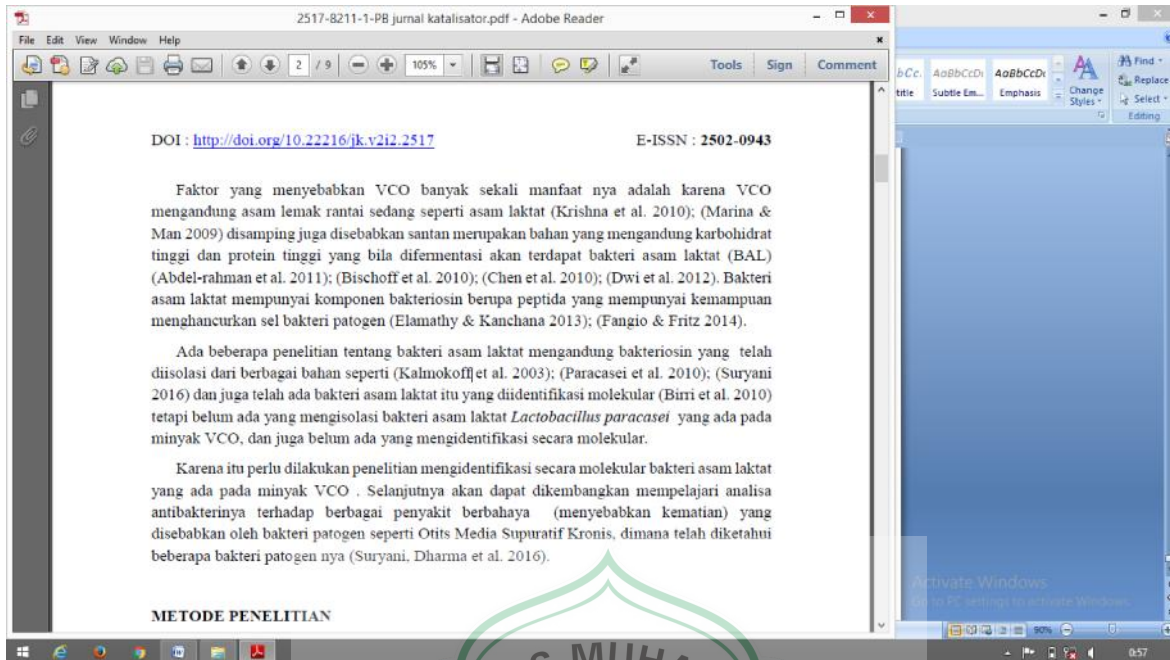 2517-8211-1-PB jurnal katalisator.pdf - Adobe Reader
File Edit View Window Help
2 / 9 105% Tools Sign Comment
AaBbCcDı AaBbCcDı
Subtle Em... Emphasis Change Styles
Find
Replace
Select
Editing
DOI : http://doi.org/10.22216/jk.v2i2.2517 E-ISSN : 2502-0943
Faktor yang menyebabkan VCO banyak sekali manfaat nya adalah karena VCO
mengandung asam lemak rantai sedang seperti asam laktat (Krishna et al. 2010); (Marina &
Man 2009) disamping juga disebabkan santan merupakan bahan yang mengandung karbohidrat
tinggi dan protein tinggi yang bila difermentasi akan terdapat bakteri asam laktat (BAL)
(Abdel-rahman et al. 2011); (Bischoff et al. 2010); (Chen et al. 2010); (Dwi et al. 2012). Bakteri
asam laktat mempunyai komponen bakteriosin berupa peptida yang mempunyai kemampuan
menghancurkan sel bakteri patogen (Elamathy & Kanchana 2013); (Fangio & Fritz 2014).
Ada beberapa penelitian tentang bakteri asam laktat mengandung bakteriosin yang telah
diisolasi dari berbagai bahan seperti (Kalmokoff et al. 2003); (Paracasei et al. 2010); (Suryani
2016) dan juga telah ada bakteri asam laktat itu yang diidentifikasi molekular (Birri et al. 2010)
tetapi belum ada yang mengisolasi bakteri asam laktat Lactobacillus paracasei yang ada pada
minyak VCO, dan juga belum ada yang mengidentifikasi secara molekular.
Karena itu perlu dilakukan penelitian mengidentifikasi secara molekular bakteri asam laktat
yang ada pada minyak VCO . Selanjutnya akan dapat dikembangkan mempelajari analisa
antibakterinya terhadap berbagai penyakit berbahaya (menyebabkan kematian) yang
disebabkan oleh bakteri patogen seperti Otits Media Supuratif Kronis, dimana telah diketahui
beberapa bakteri patogen nya (Suryani, Dharma et al. 2016).
METODE PENELITIAN
Activate Windows
Go to PC settings to activate Windows.
90%
S MUHA
0:57